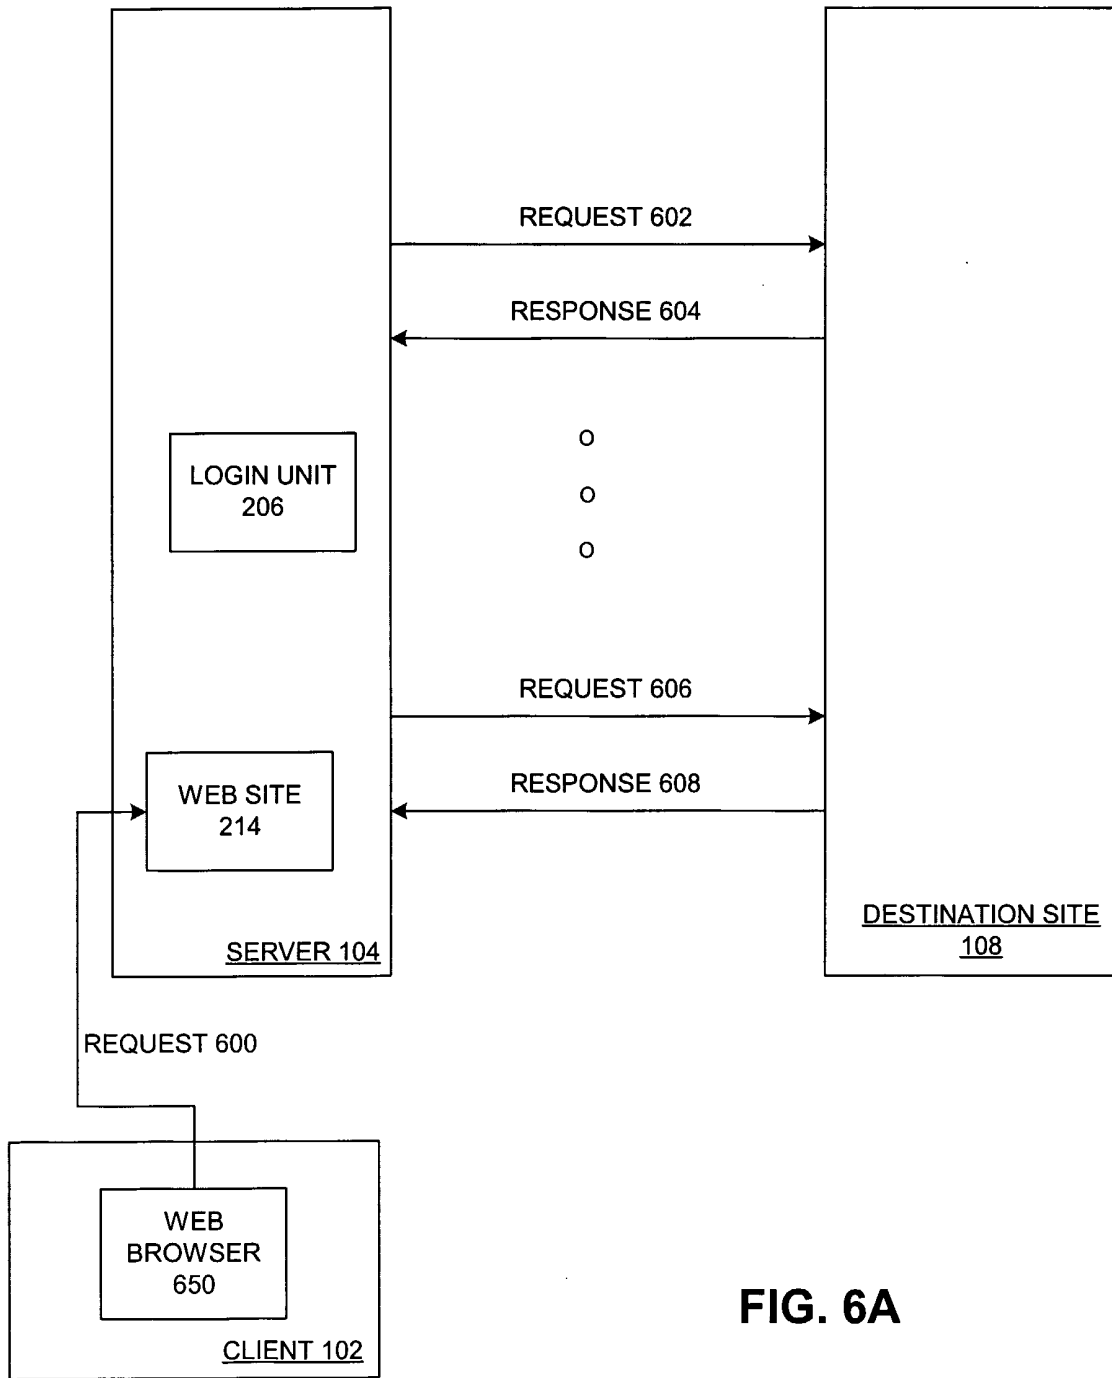 REQUEST 602
RESPONSE 604
LOGIN UNIT
206
o
o
o
REQUEST 606
RESPONSE 608
WEB SITE
214
DESTINATION SITE
108
SERVER 104
REQUEST 600
WEB
BROWSER
650
CLIENT 102
FIG. 6A